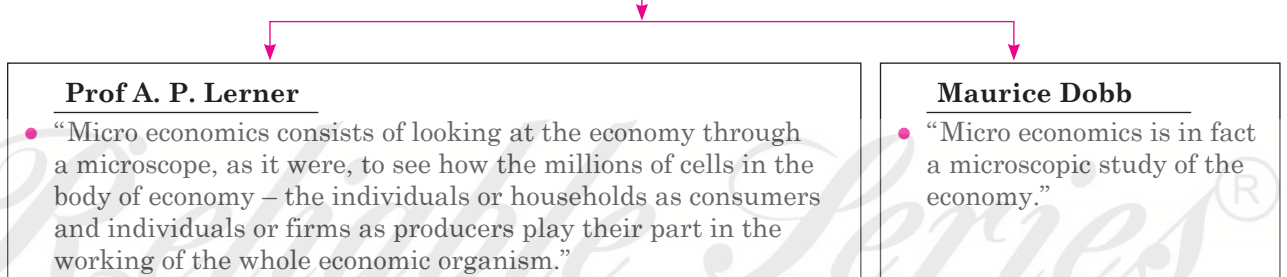 Prof A. P. Lerner
• “Micro economics consists of looking at the economy through
a microscope, as it were, to see how the millions of cells in the
body of economy – the individuals or households as consumers
and individuals or firms as producers play their part in the
working of the whole economic organism.”
Maurice Dobb
• “Micro economics is in fact
a microscopic study of the
economy.”
Reliable Series®